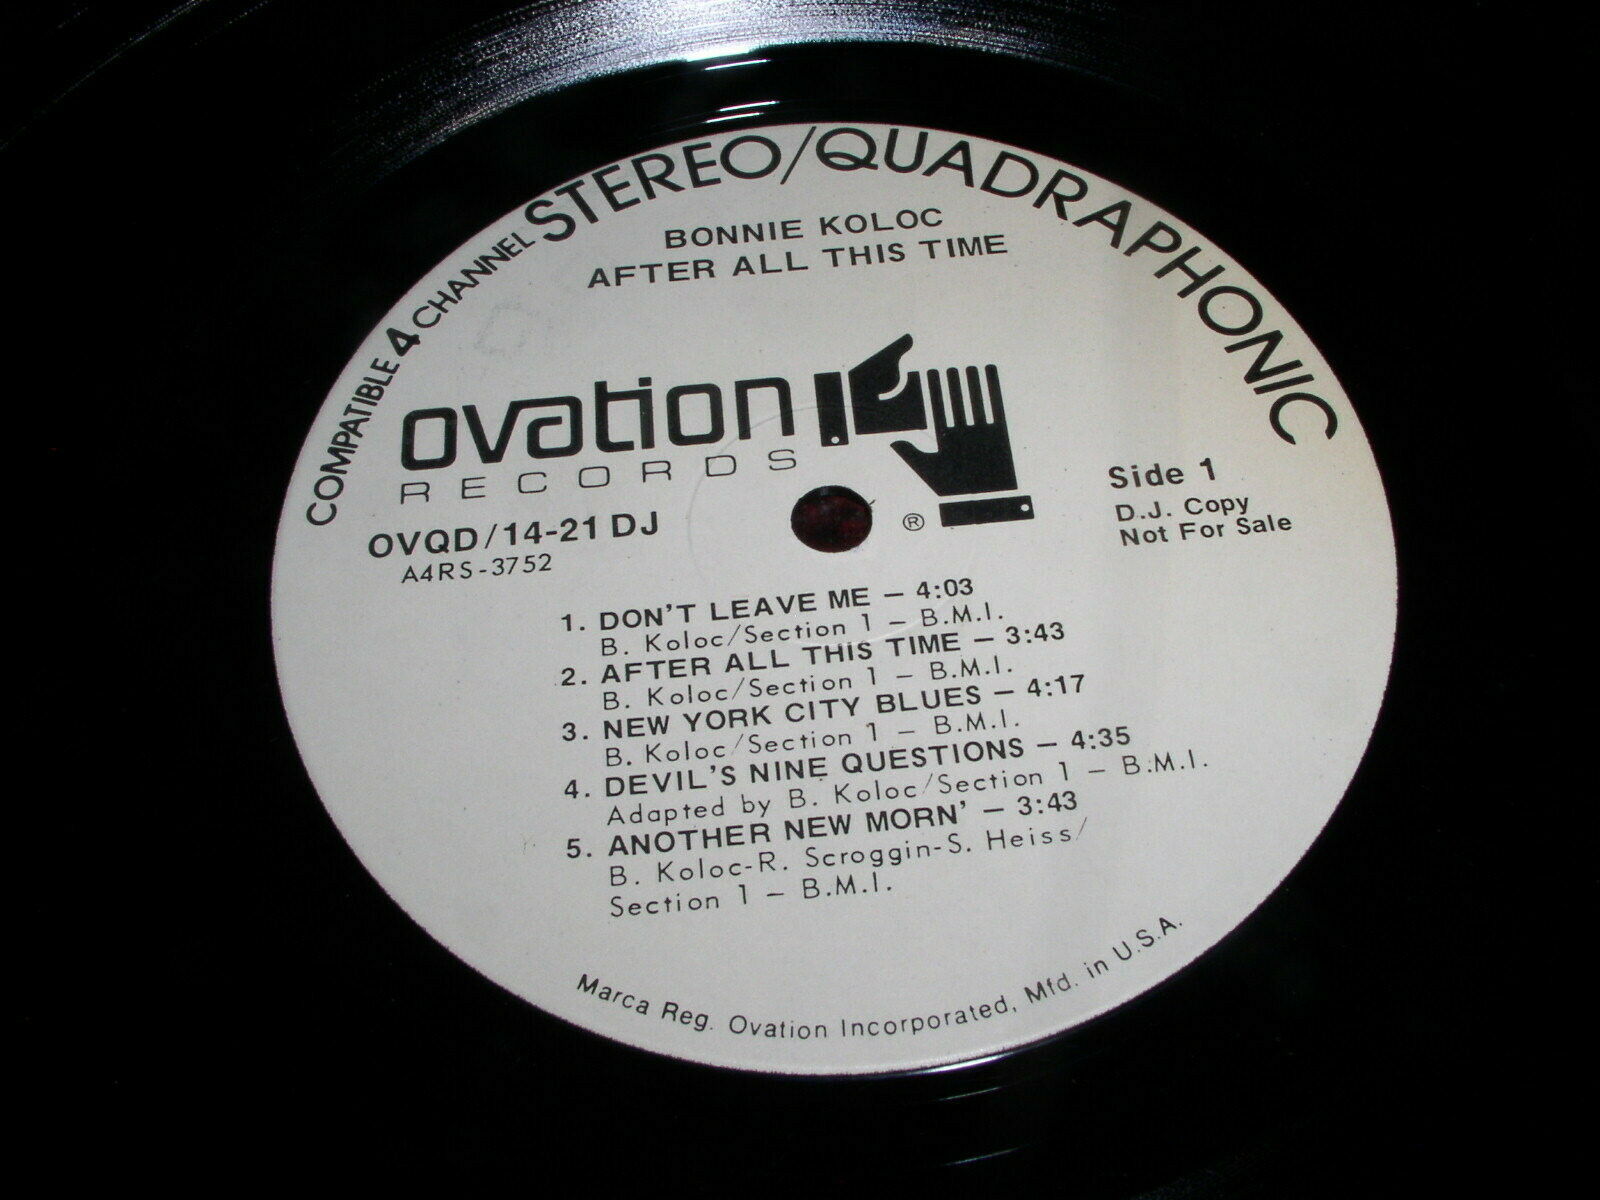 COMPATIBLE 4 CHANNEL STEREO/QUADRAPHONIC
BONNIE KOLOC
AFTER ALL THIS TIME
ovation
RECORDS
®
OVQD/14-21 DJ
A4RS-3752
Side 1
D.J. Copy
Not For Sale
1. DON'T LEAVE ME – 4:03
B. Koloc/Section 1 – B.M.I.
2. AFTER ALL THIS TIME – 3:43
B. Koloc/Section 1 – B.M.I.
3. NEW YORK CITY BLUES – 4:17
B. Koloc/Section 1 – B.M.I.
4. DEVIL'S NINE QUESTIONS – 4:35
Adapted by B. Koloc/Section 1 – B.M.I.
5. ANOTHER NEW MORN' – 3:43
B. Koloc-R. Scroggin-S. Heiss/
Section 1 – B.M.I.
Marca Reg. Ovation Incorporated, Mfd. in U.S.A.